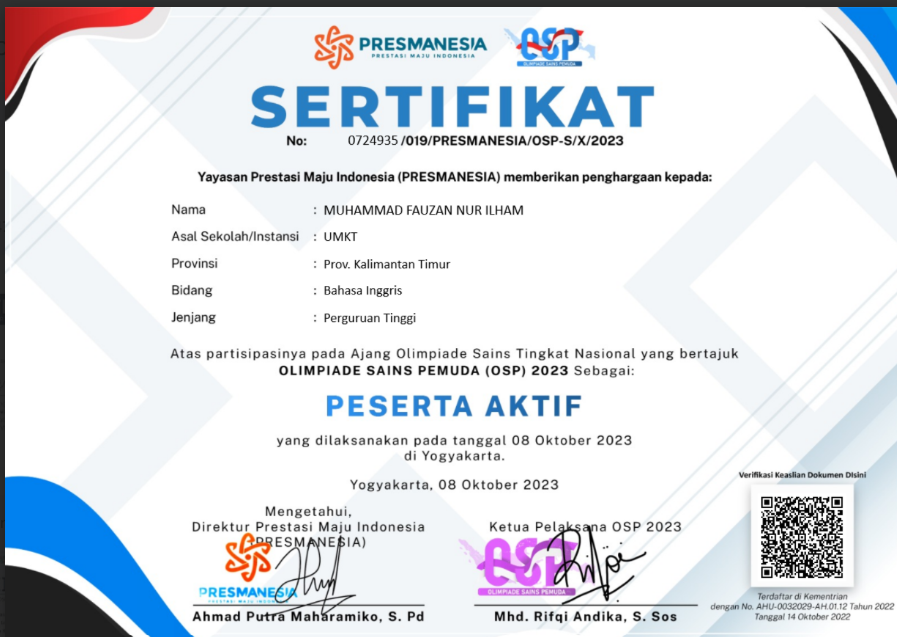 PRESMANESIA
PRESTASI MAJU INDONESIA
OSP
OLIMPIADE SAINS PEMUDA
SERTIFIKAT
No: 0724935/019/PRESMANESIA/OSP-S/X/2023
Yayasan Prestasi Maju Indonesia (PRESMANESIA) memberikan penghargaan kepada:
Nama : MUHAMMAD FAUZAN NUR ILHAM
Asal Sekolah/Instansi : UMKT
Provinsi : Prov. Kalimantan Timur
Bidang : Bahasa Inggris
Jenjang : Perguruan Tinggi
Atas partisipasinya pada Ajang Olimpiade Sains Tingkat Nasional yang bertajuk
OLIMPIADE SAINS PEMUDA (OSP) 2023 Sebagai:
PESERTA AKTIF
yang dilaksanakan pada tanggal 08 Oktober 2023
di Yogyakarta.
Yogyakarta, 08 Oktober 2023
Mengetahui,
Direktur Prestasi Maju Indonesia
(PRESMANESIA)
PRESMANESIA
PRESTASI MAJU INDONESIA
Ahmad Putra Maharamiko, S. Pd
Ketua Pelaksana OSP 2023
OSP
OLIMPIADE SAINS PEMUDA
Mhd. Rifqi Andika, S. Sos
Verifikasi Keaslian Dokumen DIsini
Terdaftar di Kementrian
dengan No. AHU-0032029-AH.01.12 Tahun 2022
Tanggal 14 Oktober 2022